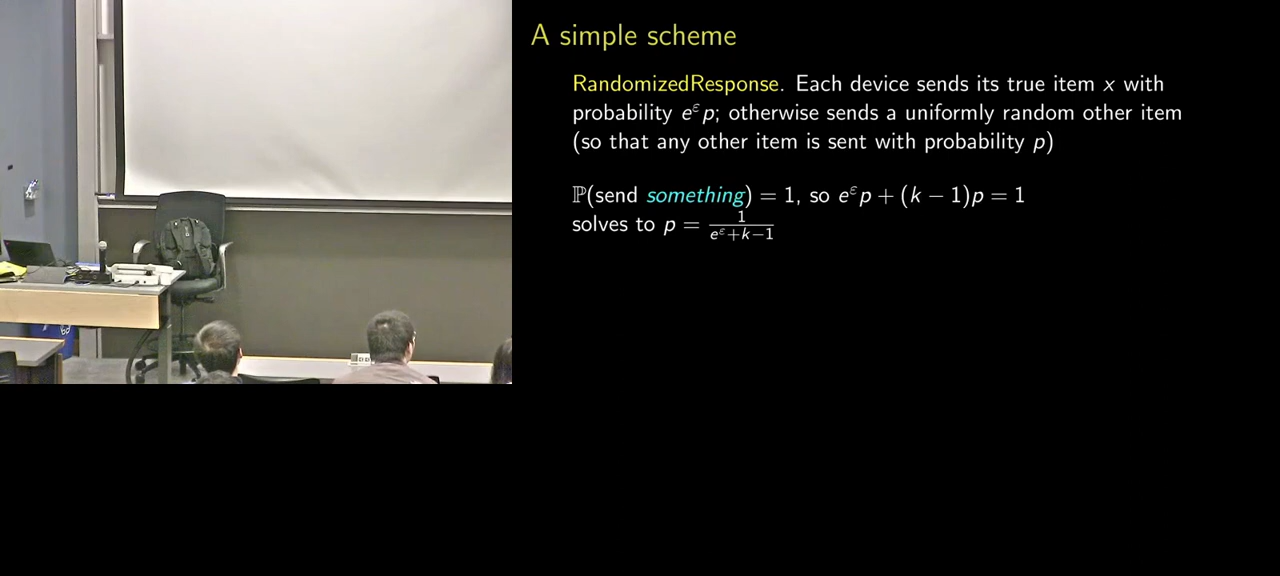 A simple scheme
RandomizedResponse. Each device sends its true item x with
probability e^ε p; otherwise sends a uniformly random other item
(so that any other item is sent with probability p)
ℙ(send something) = 1, so e^ε p + (k − 1)p = 1
solves to p = 1/(e^ε+k−1)